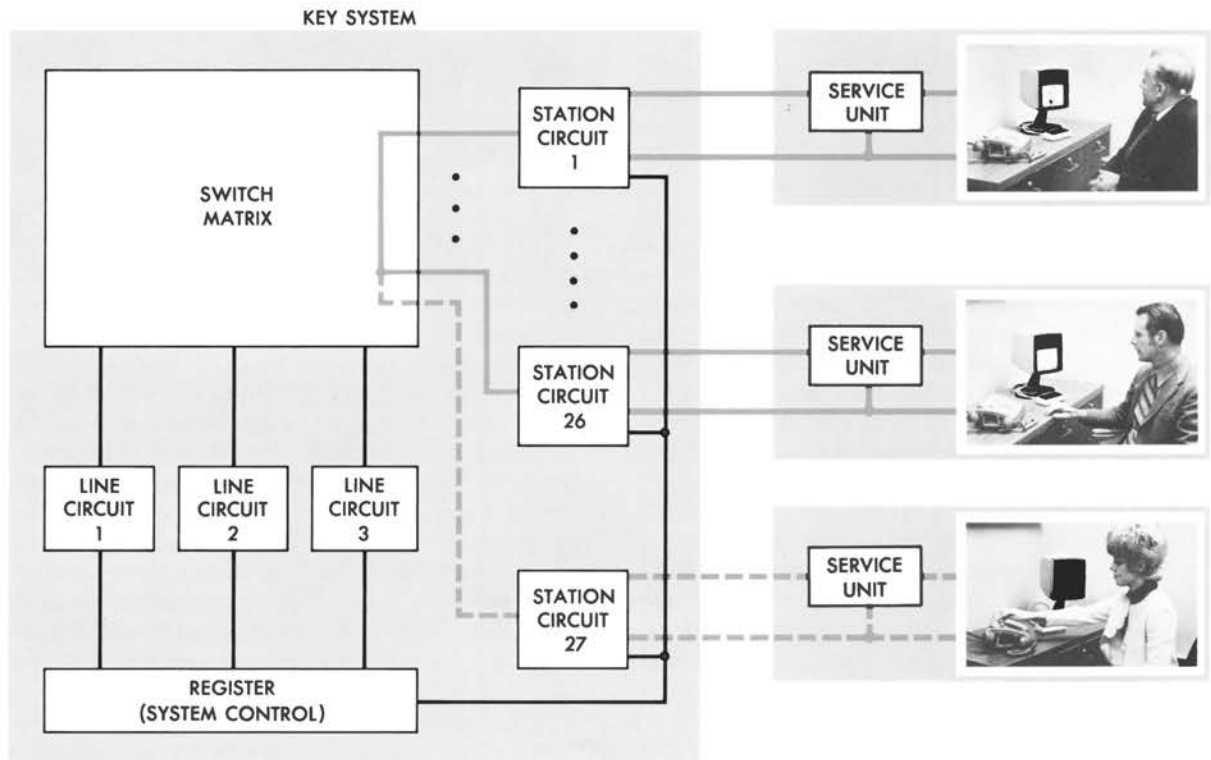 KEY SYSTEM
SWITCH
MATRIX
STATION
CIRCUIT
1
SERVICE
UNIT
STATION
CIRCUIT
26
SERVICE
UNIT
LINE
CIRCUIT
1
LINE
CIRCUIT
2
LINE
CIRCUIT
3
STATION
CIRCUIT
27
SERVICE
UNIT
REGISTER
(SYSTEM CONTROL)